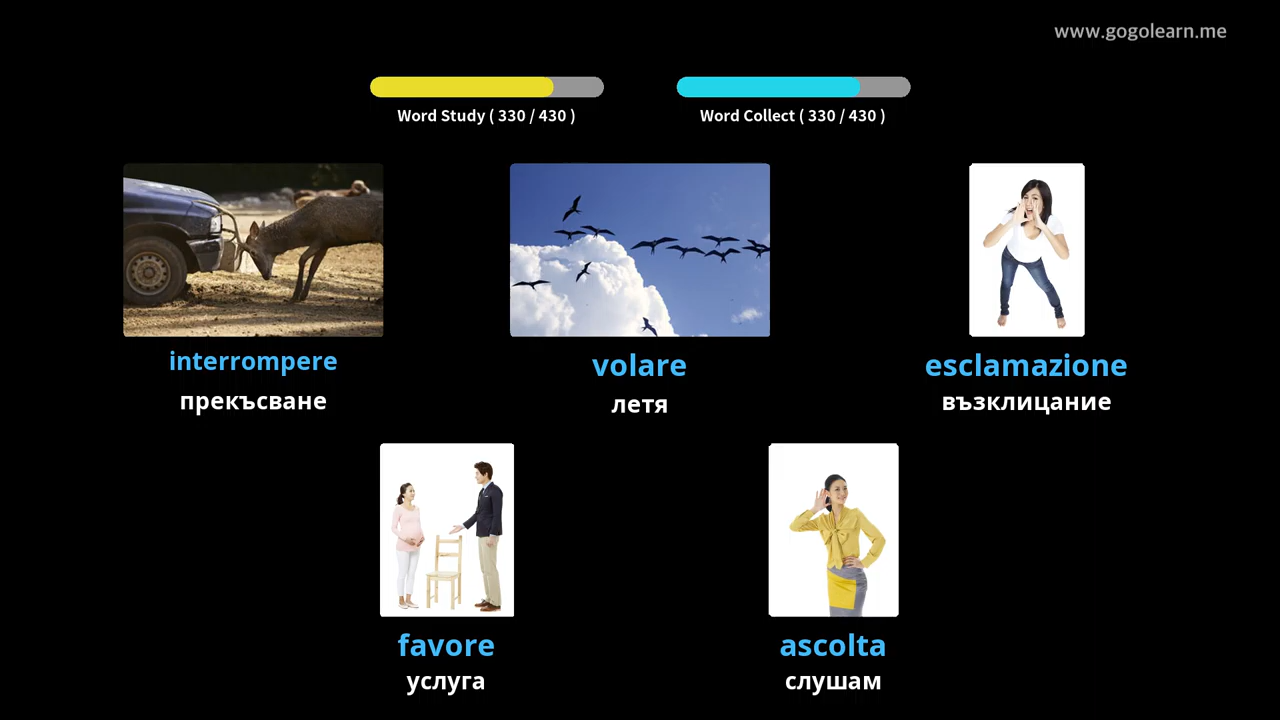 www.gogolearn.me
Word Study ( 330 / 430 )
Word Collect ( 330 / 430 )
interrompere
прекъсване
volare
летя
esclamazione
възклицание
favore
услуга
ascolta
слушам